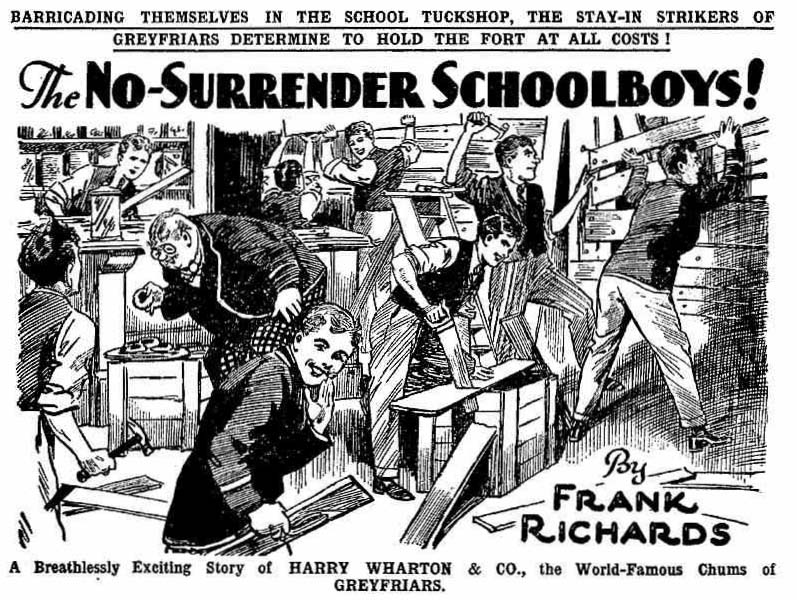 BARRICADING THEMSELVES IN THE SCHOOL TUCKSHOP, THE STAY-IN STRIKERS OF
GREYFRIARS DETERMINE TO HOLD THE FORT AT ALL COSTS!
The NO-SURRENDER SCHOOLBOYS!
By
FRANK
RICHARDS
A Breathlessly Exciting Story of HARRY WHARTON & CO., the World-Famous Chums of
GREYFRIARS.